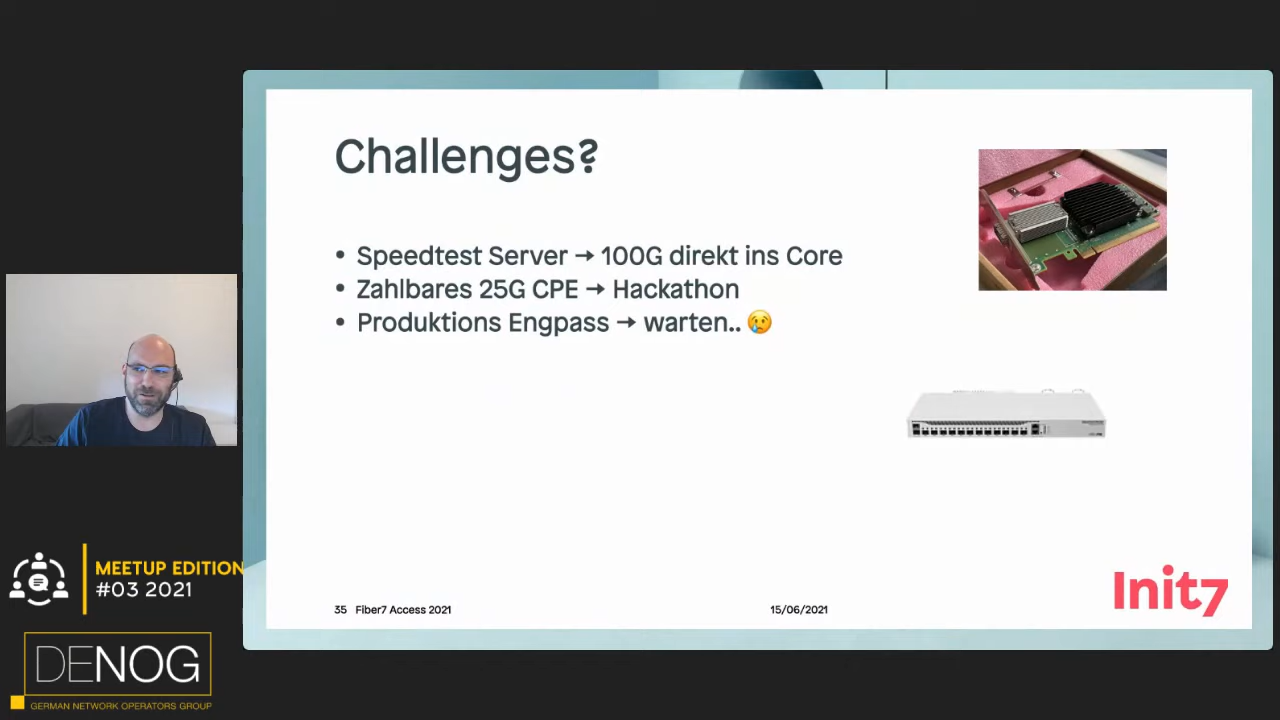 Challenges?
• Speedtest Server → 100G direkt ins Core
• Zahlbares 25G CPE → Hackathon
• Produktions Engpass → warten.. 😢
MEETUP EDITION
#03 2021
35 Fiber7 Access 2021
15/06/2021
Init7
DENOG
GERMAN NETWORK OPERATORS GROUP